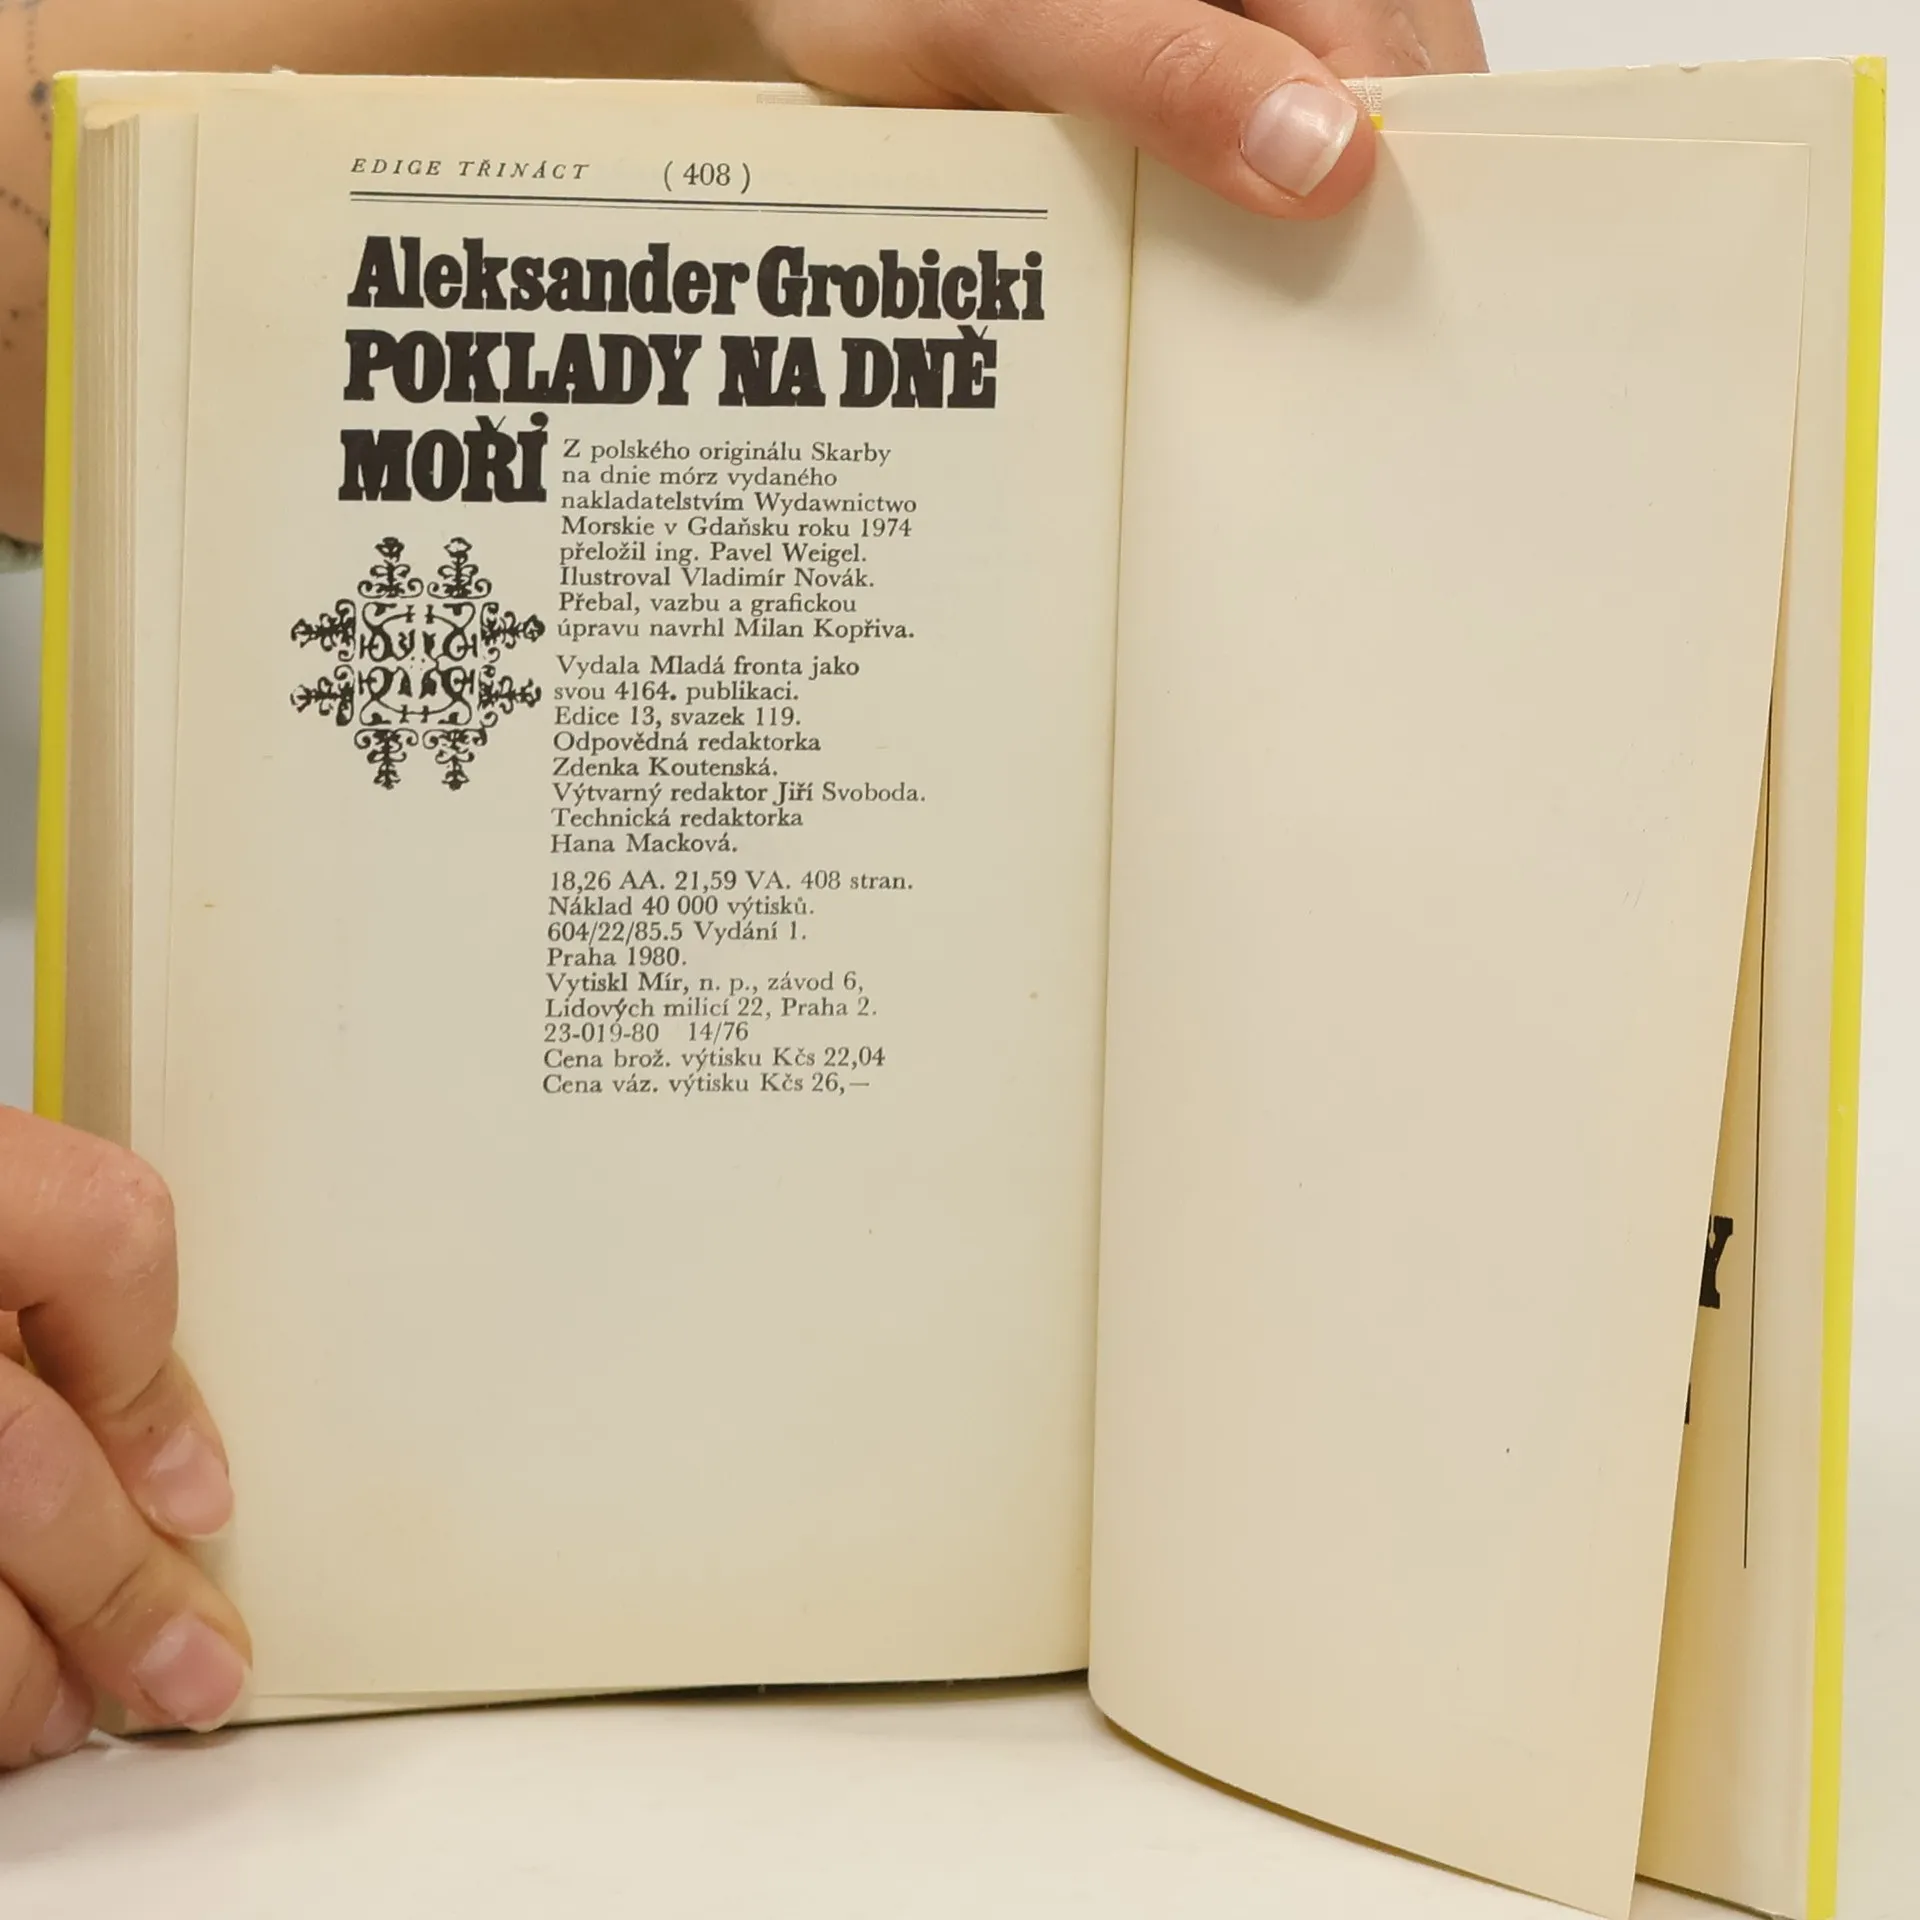 EDICE TŘINÁCT (408)
Aleksander Grobicki
POKLADY NA DNĚ
MOŘÍ
Z polského originálu Skarby
na dnie mórz vydaného
nakladatelstvím Wydawnictwo
Morskie v Gdaňsku roku 1974
přeložil ing. Pavel Weigel.
Ilustroval Vladimír Novák.
Přebal, vazbu a grafickou
úpravu navrhl Milan Kopřiva.
Vydala Mladá fronta jako
svou 4164. publikaci.
Edice 13, svazek 119.
Odpovědná redaktorka
Zdenka Koutenská.
Výtvarný redaktor Jiří Svoboda.
Technická redaktorka
Hana Macková.
18,26 AA. 21,59 VA. 408 stran.
Náklad 40 000 výtisků.
604/22/85.5 Vydání 1.
Praha 1980.
Vytiskl Mír, n. p., závod 6,
Lidových milicí 22, Praha 2.
23-019-80 14/76
Cena brož. výtisku Kčs 22,04
Cena váz. výtisku Kčs 26,—
Y